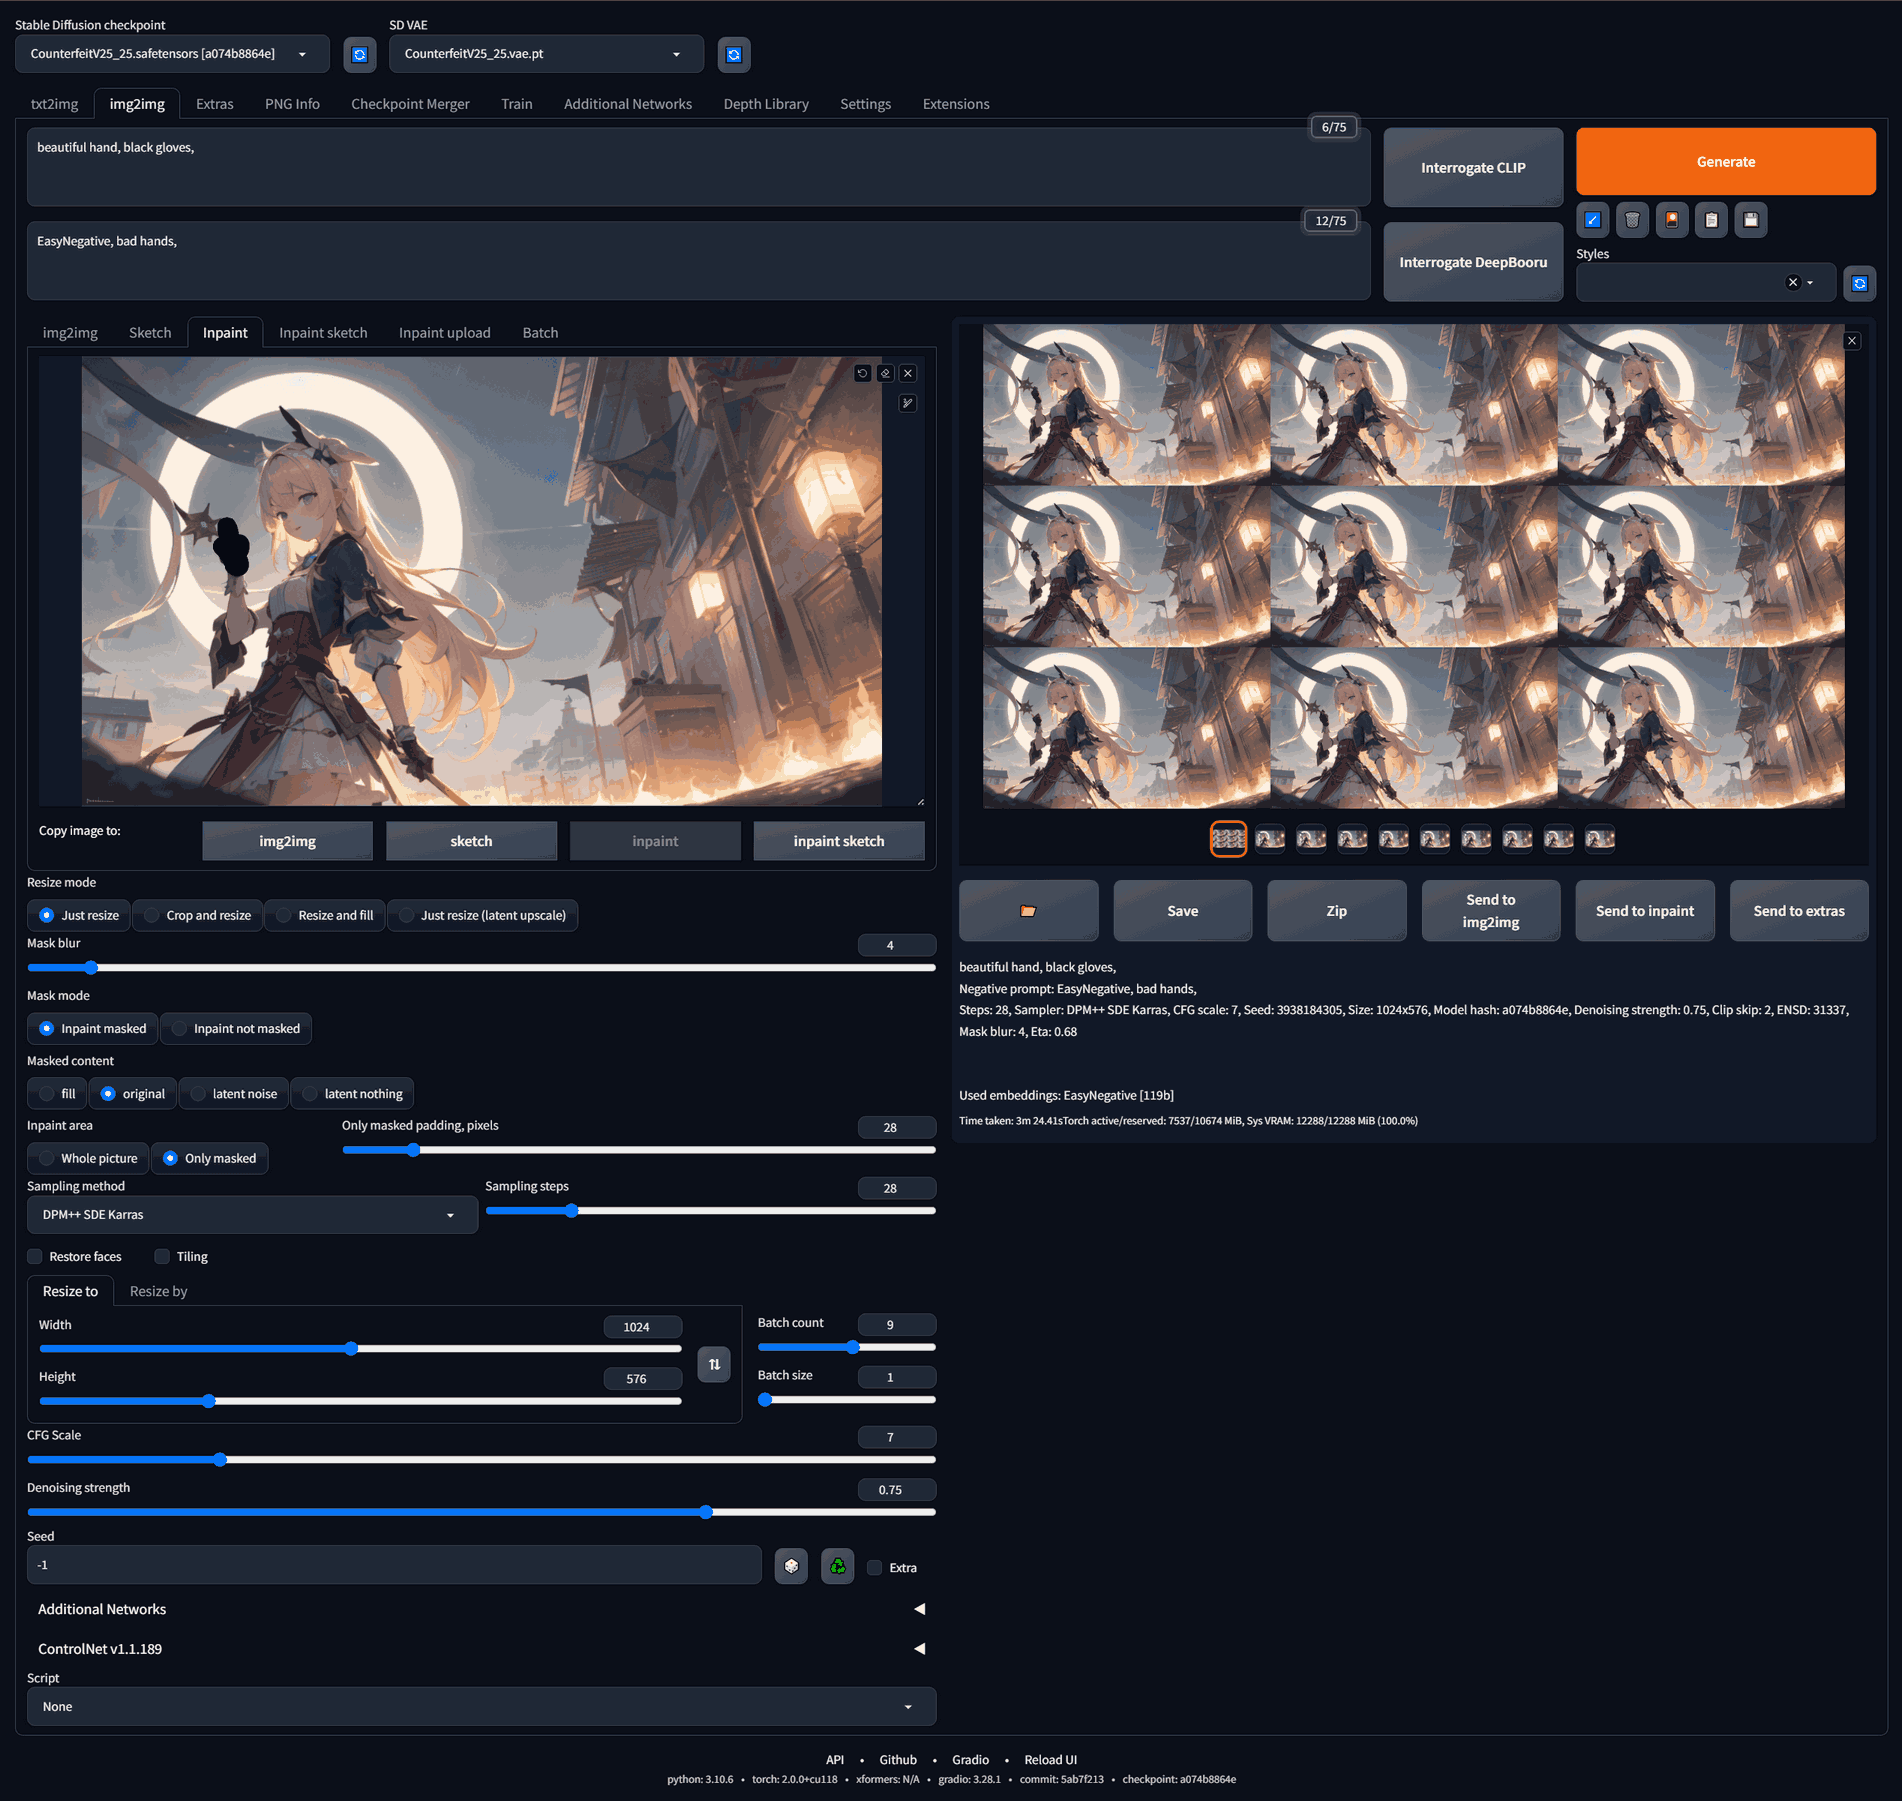 Stable Diffusion checkpoint
SD VAE
CounterfeitV25_25.safetensors [a074b8864e]
CounterfeitV25_25.vae.pt
txt2img
img2img
Extras
PNG Info
Checkpoint Merger
Train
Additional Networks
Depth Library
Settings
Extensions
6/75
beautiful hand, black gloves,
12/75
EasyNegative, bad hands,
Interrogate CLIP
Interrogate DeepBooru
Generate
Styles
img2img
Sketch
Inpaint
Inpaint sketch
Inpaint upload
Batch
Copy image to:
img2img
sketch
inpaint
inpaint sketch
Resize mode
Just resize
Crop and resize
Resize and fill
Just resize (latent upscale)
Mask blur
4
Mask mode
Inpaint masked
Inpaint not masked
Masked content
fill
original
latent noise
latent nothing
Inpaint area
Whole picture
Only masked
Only masked padding, pixels
28
Sampling method
DPM++ SDE Karras
Sampling steps
28
Restore faces
Tiling
Resize to
Resize by
Width
1024
Height
576
Batch count
9
Batch size
1
CFG Scale
7
Denoising strength
0.75
Seed
-1
Extra
Additional Networks
ControlNet v1.1.189
Script
None
Save
Zip
Send to
img2img
Send to inpaint
Send to extras
beautiful hand, black gloves,
Negative prompt: EasyNegative, bad hands,
Steps: 28, Sampler: DPM++ SDE Karras, CFG scale: 7, Seed: 3938184305, Size: 1024x576, Model hash: a074b8864e, Denoising strength: 0.75, Clip skip: 2, ENSD: 31337,
Mask blur: 4, Eta: 0.68
Used embeddings: EasyNegative [119b]
Time taken: 3m 24.41sTorch active/reserved: 7537/10674 MiB, Sys VRAM: 12288/12288 MiB (100.0%)
API • Github • Gradio • Reload UI
python: 3.10.6 • torch: 2.0.0+cu118 • xformers: N/A • gradio: 3.28.1 • commit: 5ab7f213 • checkpoint: a074b8864e